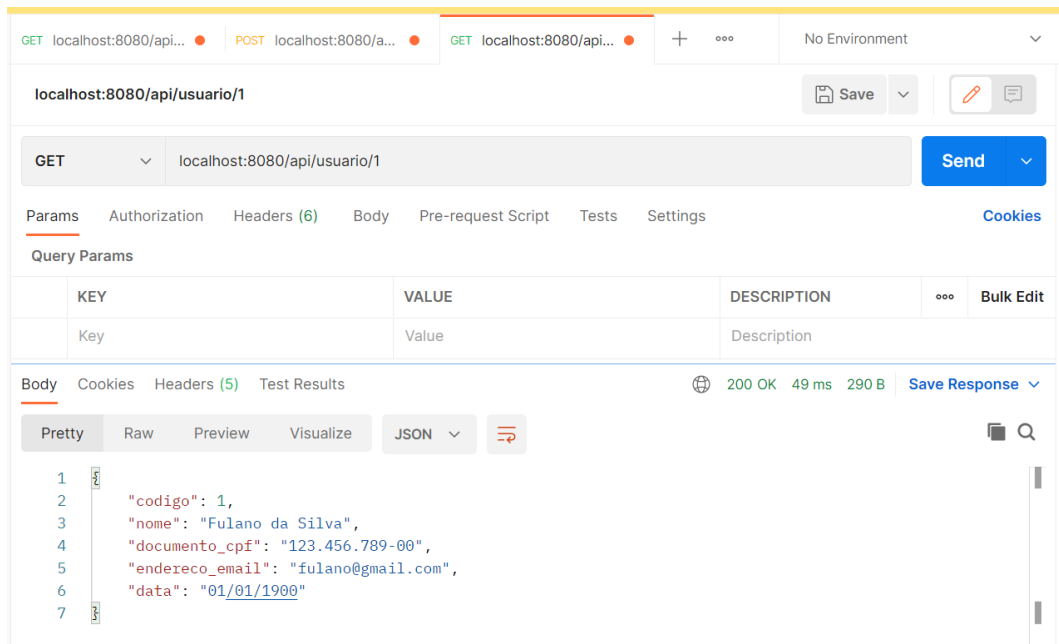 GET localhost:8080/api... POST localhost:8080/a... GET localhost:8080/api... + ooo No Environment
localhost:8080/api/usuario/1 Save
GET localhost:8080/api/usuario/1 Send
Params Authorization Headers (6) Body Pre-request Script Tests Settings Cookies
Query Params
KEY VALUE DESCRIPTION ooo Bulk Edit
Key Value Description
Body Cookies Headers (5) Test Results 200 OK 49 ms 290 B Save Response
Pretty Raw Preview Visualize JSON
1 {
2 "codigo": 1,
3 "nome": "Fulano da Silva",
4 "documento_cpf": "123.456.789-00",
5 "endereco_email": "fulano@gmail.com",
6 "data": "01/01/1900"
7 }